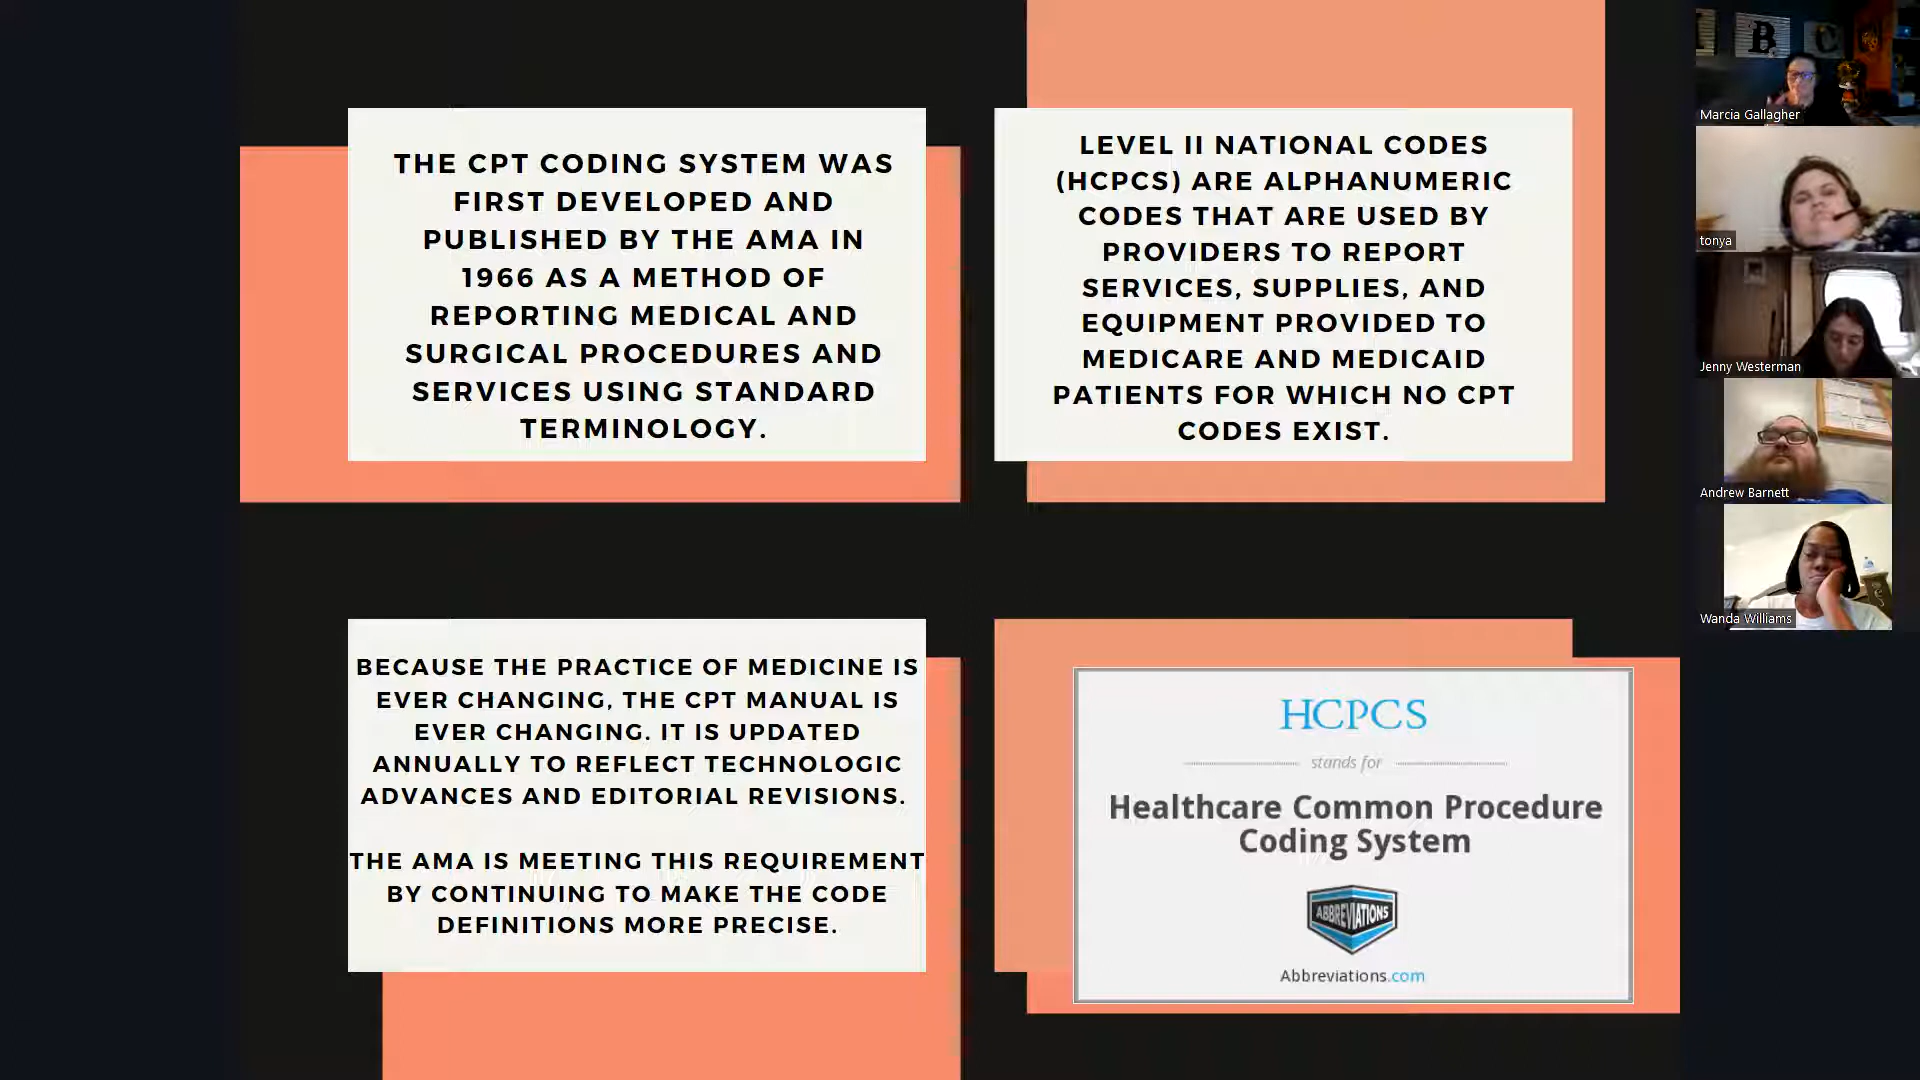 THE CPT CODING SYSTEM WAS
FIRST DEVELOPED AND
PUBLISHED BY THE AMA IN
1966 AS A METHOD OF
REPORTING MEDICAL AND
SURGICAL PROCEDURES AND
SERVICES USING STANDARD
TERMINOLOGY.
LEVEL II NATIONAL CODES
(HCPCS) ARE ALPHANUMERIC
CODES THAT ARE USED BY
PROVIDERS TO REPORT
SERVICES, SUPPLIES, AND
EQUIPMENT PROVIDED TO
MEDICARE AND MEDICAID
PATIENTS FOR WHICH NO CPT
CODES EXIST.
BECAUSE THE PRACTICE OF MEDICINE IS
EVER CHANGING, THE CPT MANUAL IS
EVER CHANGING. IT IS UPDATED
ANNUALLY TO REFLECT TECHNOLOGIC
ADVANCES AND EDITORIAL REVISIONS.
THE AMA IS MEETING THIS REQUIREMENT
BY CONTINUING TO MAKE THE CODE
DEFINITIONS MORE PRECISE.
HCPCS
stands for
Healthcare Common Procedure
Coding System
ABBREVIATIONS
Abbreviations.com
B C
Marcia Gallagher
tonya
Jenny Westerman
Andrew Barnett
Wanda Williams